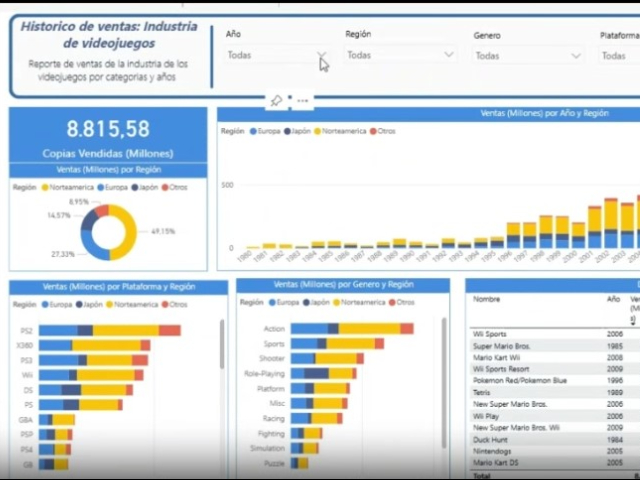 Historico de ventas: Industria
de videojuegos
Reporte de ventas de la industria de los
videojuegos por categorias y años
Año
Todas
Región
Todas
Genero
Todas
Plataforma
Todas
8.815,58
Copias Vendidas (Millones)
Ventas (Millones) por Región
Región Norteamerica Europa Japón Otros
8,95%
14,57%
49,15%
27,33%
Ventas (Millones) por Año y Región
Región Europa Japón Norteamerica Otros
500
0
1980 1981 1982 1983 1984 1985 1986 1987 1988 1989 1990 1991 1992 1993 1994 1995 1996 1997 1998 1999 2000 2001 2002 2003
Ventas (Millones) por Plataforma y Región
Región Europa Japón Norteamerica Otros
PS2
X360
PS3
Wii
DS
PS
GBA
PSP
PS4
GB
Ventas (Millones) por Genero y Región
Región Europa Japón Norteamerica Otros
Action
Sports
Shooter
Role-Playing
Platform
Misc
Racing
Fighting
Simulation
Puzzle
Nombre Año
Wii Sports 2006
Super Mario Bros. 1985
Mario Kart Wii 2008
Wii Sports Resort 2009
Pokemon Red/Pokemon Blue 1996
Tetris 1989
New Super Mario Bros. 2006
Wii Play 2006
New Super Mario Bros. Wii 2009
Duck Hunt 1984
Nintendogs 2005
Mario Kart DS 2005
Total